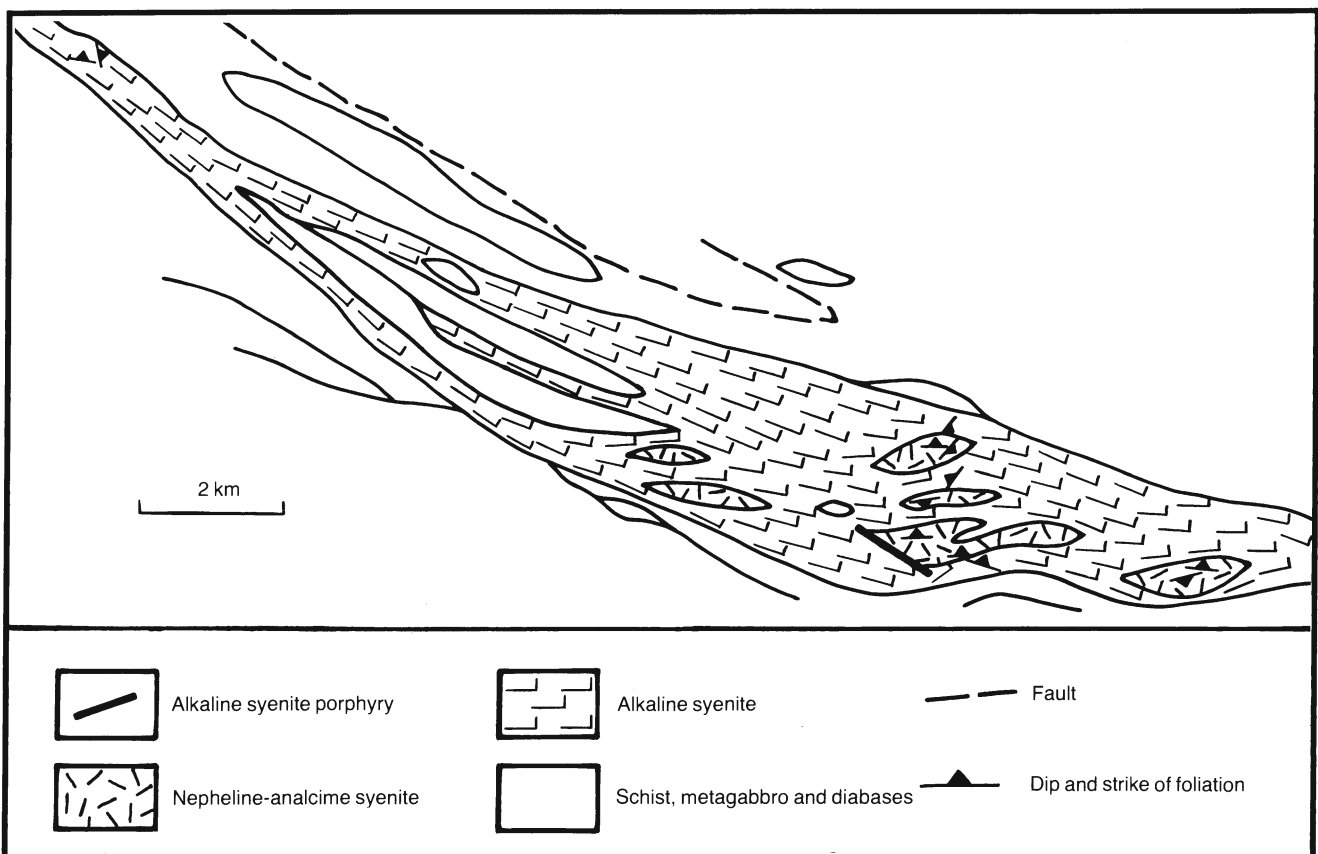 2 km
Alkaline syenite porphyry
Alkaline syenite
Fault
Nepheline-analcime syenite
Schist, metagabbro and diabases
Dip and strike of foliation